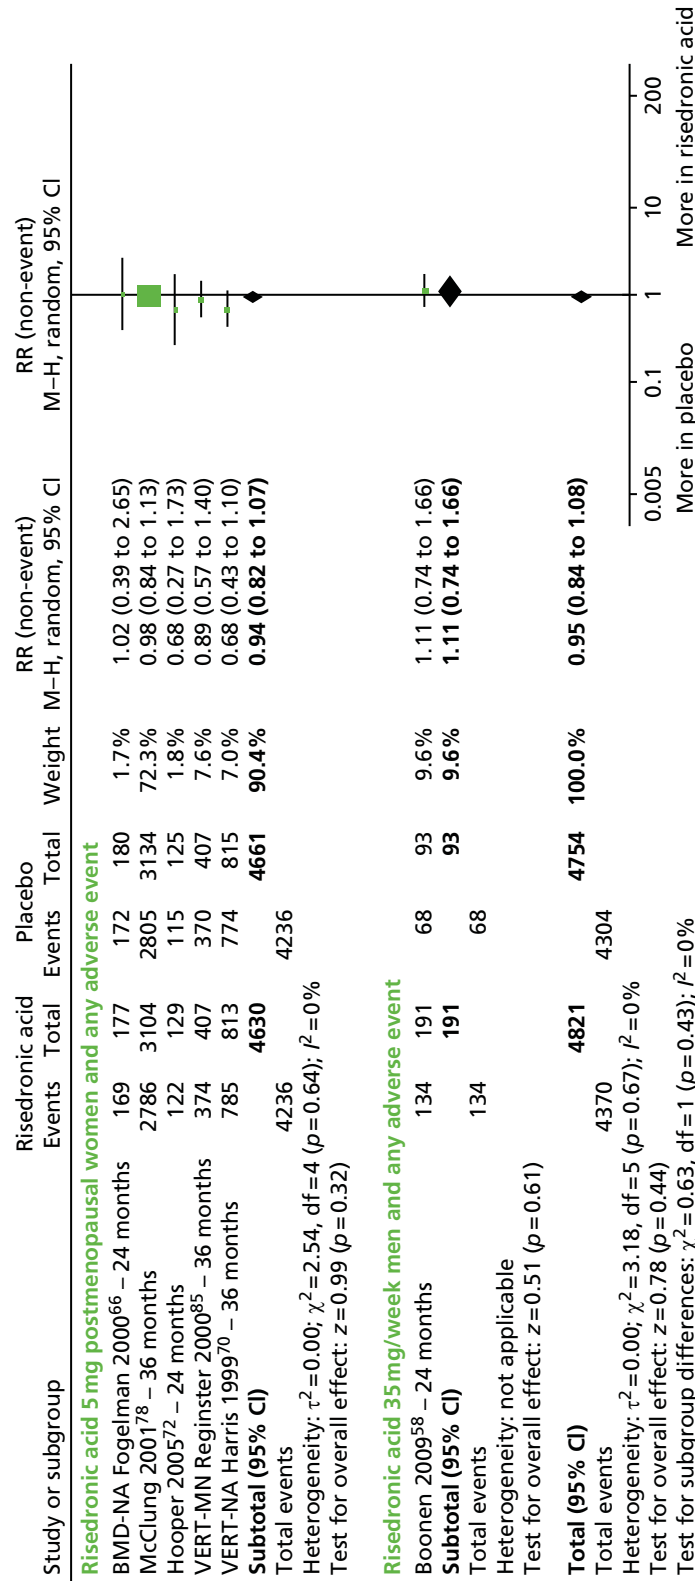 Risedronic acid Placebo RR (non-event) RR (non-event)
Study or subgroup Events Total Events Total Weight M–H, random, 95% CI M–H, random, 95% CI
Risedronic acid 5 mg postmenopausal women and any adverse event
BMD-NA Fogelman 2000⁶⁶ – 24 months 169 177 172 180 1.7% 1.02 (0.39 to 2.65)
McClung 2001⁷⁸ – 36 months 2786 3104 2805 3134 72.3% 0.98 (0.84 to 1.13)
Hooper 2005⁷² – 24 months 122 129 115 125 1.8% 0.68 (0.27 to 1.73)
VERT-MN Reginster 2000⁸⁵ – 36 months 374 407 370 407 7.6% 0.89 (0.57 to 1.40)
VERT-NA Harris 1999⁷⁰ – 36 months 785 813 774 815 7.0% 0.68 (0.43 to 1.10)
Subtotal (95% CI) 4630 4661 90.4% 0.94 (0.82 to 1.07)
Total events 4236 4236
Heterogeneity: τ²=0.00; χ²=2.54, df=4 (p=0.64); I²=0%
Test for overall effect: z=0.99 (p=0.32)
Risedronic acid 35 mg/week men and any adverse event
Boonen 2009⁵⁸ – 24 months 134 191 68 93 9.6% 1.11 (0.74 to 1.66)
Subtotal (95% CI) 191 93 9.6% 1.11 (0.74 to 1.66)
Total events 134 68
Heterogeneity: not applicable
Test for overall effect: z=0.51 (p=0.61)
Total (95% CI) 4821 4754 100.0% 0.95 (0.84 to 1.08)
Total events 4370 4304
Heterogeneity: τ²=0.00; χ²=3.18, df=5 (p=0.67); I²=0%
Test for overall effect: z=0.78 (p=0.44)
Test for subgroup differences: χ²=0.63, df=1 (p=0.43); I²=0%
0.005 0.1 1 10 200
More in placebo More in risedronic acid